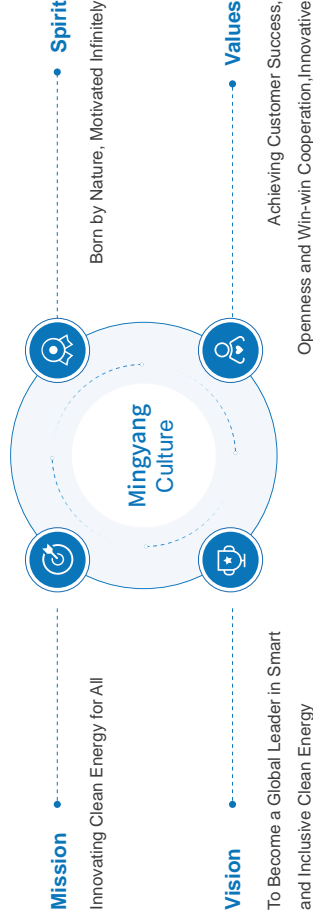 Mission
Innovating Clean Energy for All
Spirit
Born by Nature, Motivated Infinitely
Mingyang
Culture
Vision
To Become a Global Leader in Smart
and Inclusive Clean Energy
Values
Achieving Customer Success,
Openness and Win-win Cooperation,Innovative